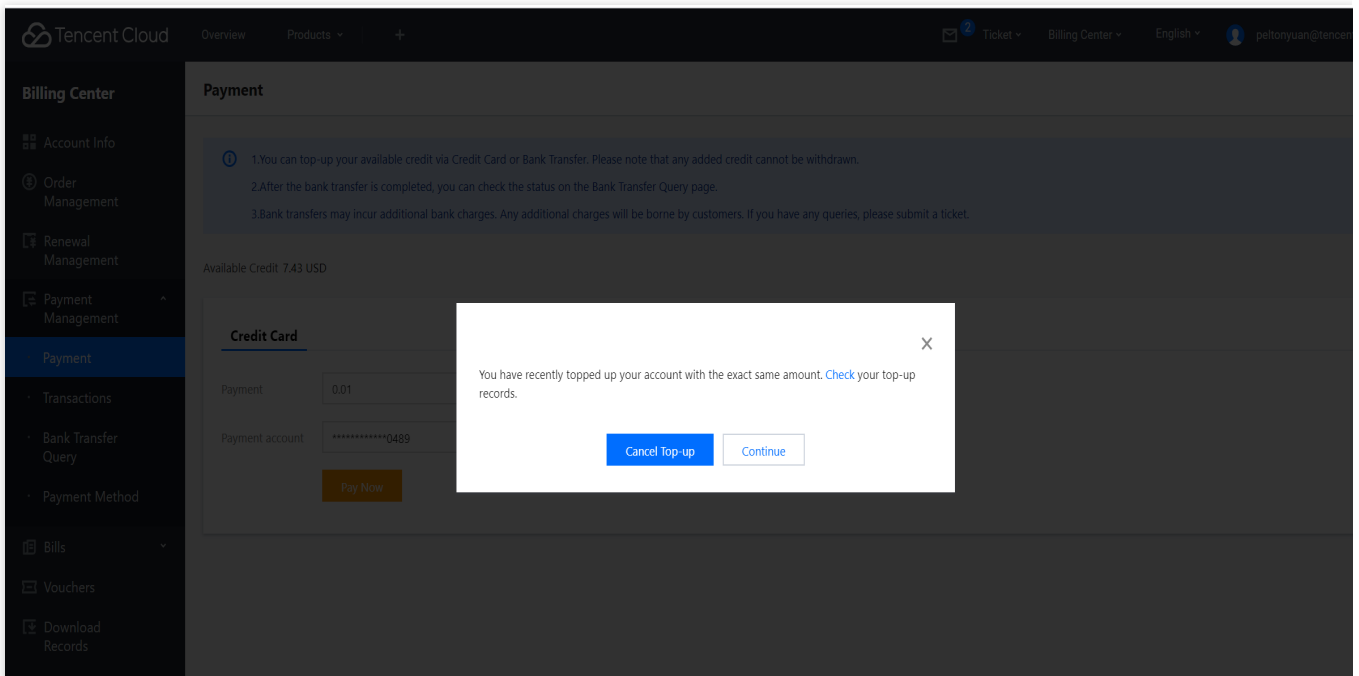 Tencent Cloud
Overview
Products
+
2
Ticket
Billing Center
English
peltonyuan@tencent
Billing Center
Account Info
Order
Management
Renewal
Management
Payment
Management
Payment
Transactions
Bank Transfer
Query
Payment Method
Bills
Vouchers
Download
Records
Payment
1.You can top-up your available credit via Credit Card or Bank Transfer. Please note that any added credit cannot be withdrawn.
2.After the bank transfer is completed, you can check the status on the Bank Transfer Query page.
3.Bank transfers may incur additional bank charges. Any additional charges will be borne by customers. If you have any queries, please submit a ticket.
Available Credit 7.43 USD
Credit Card
Payment 0.01
Payment account ************0489
Pay Now
X
You have recently topped up your account with the exact same amount. Check your top-up
records.
Cancel Top-up
Continue